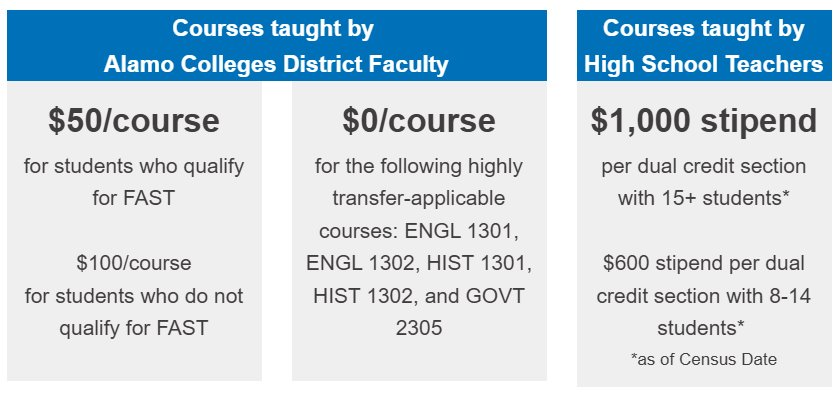 Courses taught by
Alamo Colleges District Faculty
$50/course
for students who qualify
for FAST
$100/course
for students who do not
qualify for FAST
$0/course
for the following highly
transfer-applicable
courses: ENGL 1301,
ENGL 1302, HIST 1301,
HIST 1302, and GOVT
2305
Courses taught by
High School Teachers
$1,000 stipend
per dual credit section
with 15+ students*
$600 stipend per dual
credit section with 8-14
students*
*as of Census Date